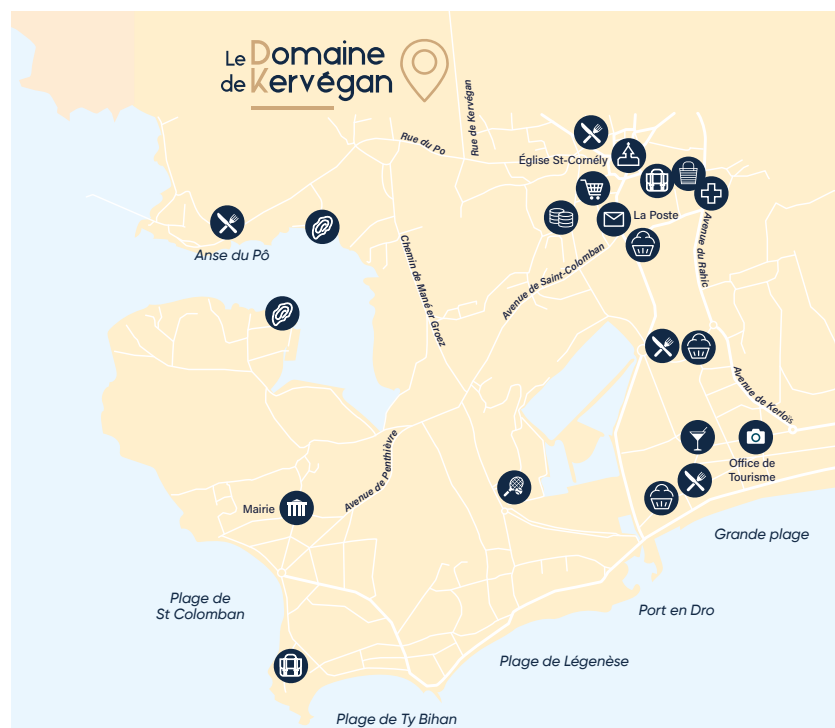 Le Domaine
de Kervégan
Rue de Kervégan
Rue du Po
Église St-Cornély
La Poste
Avenue du Rahic
Anse du Pô
Chemin de Mané er Groez
Avenue de Saint-Colomban
Avenue de Kerloïs
Avenue de Penthièvre
Office de
Tourisme
Mairie
Grande plage
Plage de
St Colomban
Port en Dro
Plage de Légenèse
Plage de Ty Bihan